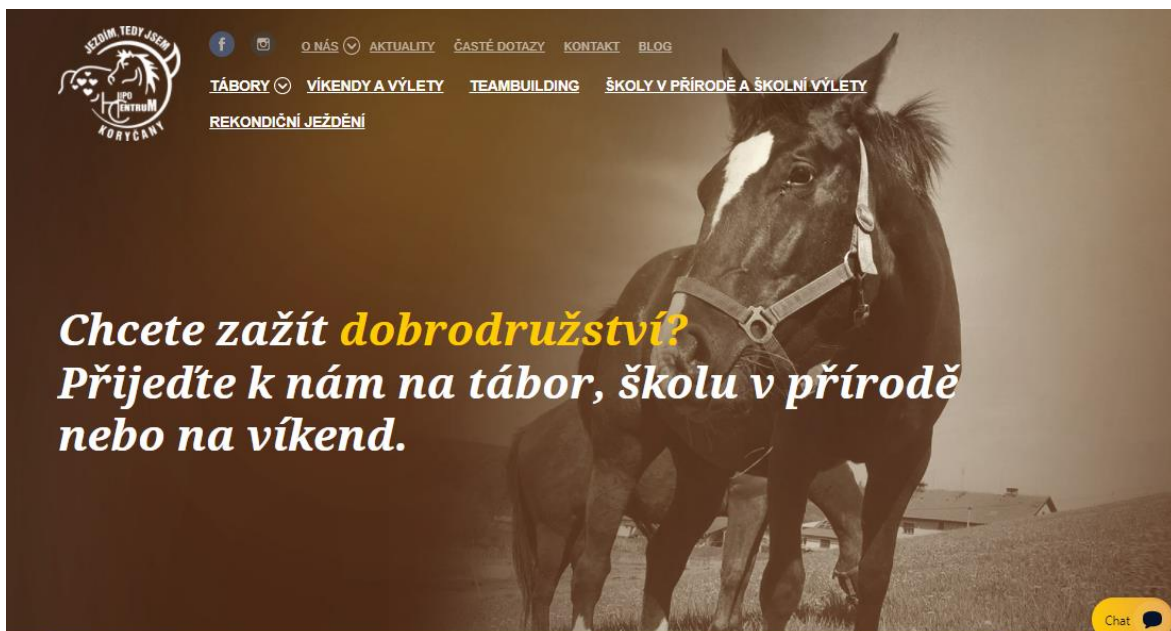 JEZDÍM, TEDY JSEM
HIPO
CENTRUM
KORYČANY
O NÁS AKTUALITY ČASTÉ DOTAZY KONTAKT BLOG
TÁBORY VÍKENDY A VÝLETY TEAMBUILDING ŠKOLY V PŘÍRODĚ A ŠKOLNÍ VÝLETY
REKONDIČNÍ JEŽDĚNÍ
Chcete zažít dobrodružství?
Přijeďte k nám na tábor, školu v přírodě
nebo na víkend.
Chat